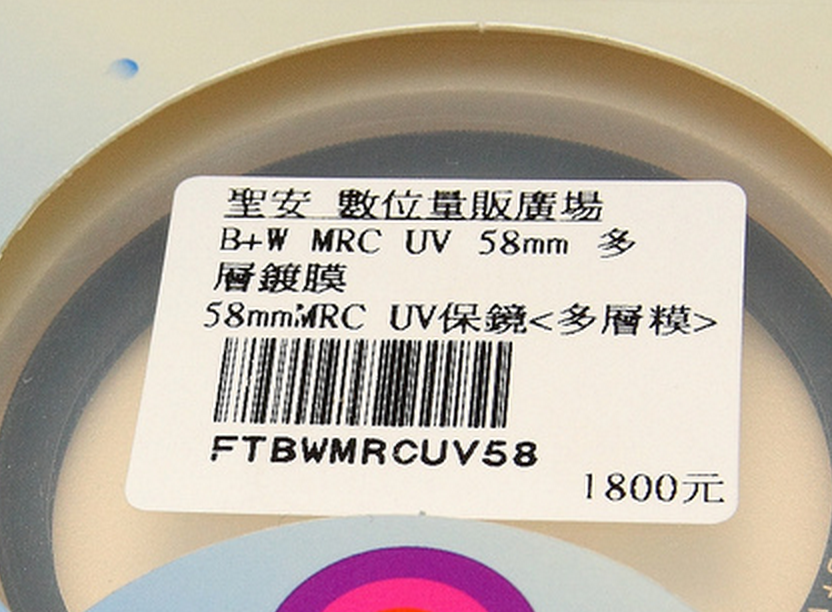 聖安 數位量販廣場
B+W MRC UV 58mm 多
層鍍膜
58mmMRC UV保鏡<多層糢>
FTBWMRCUV58
1800元